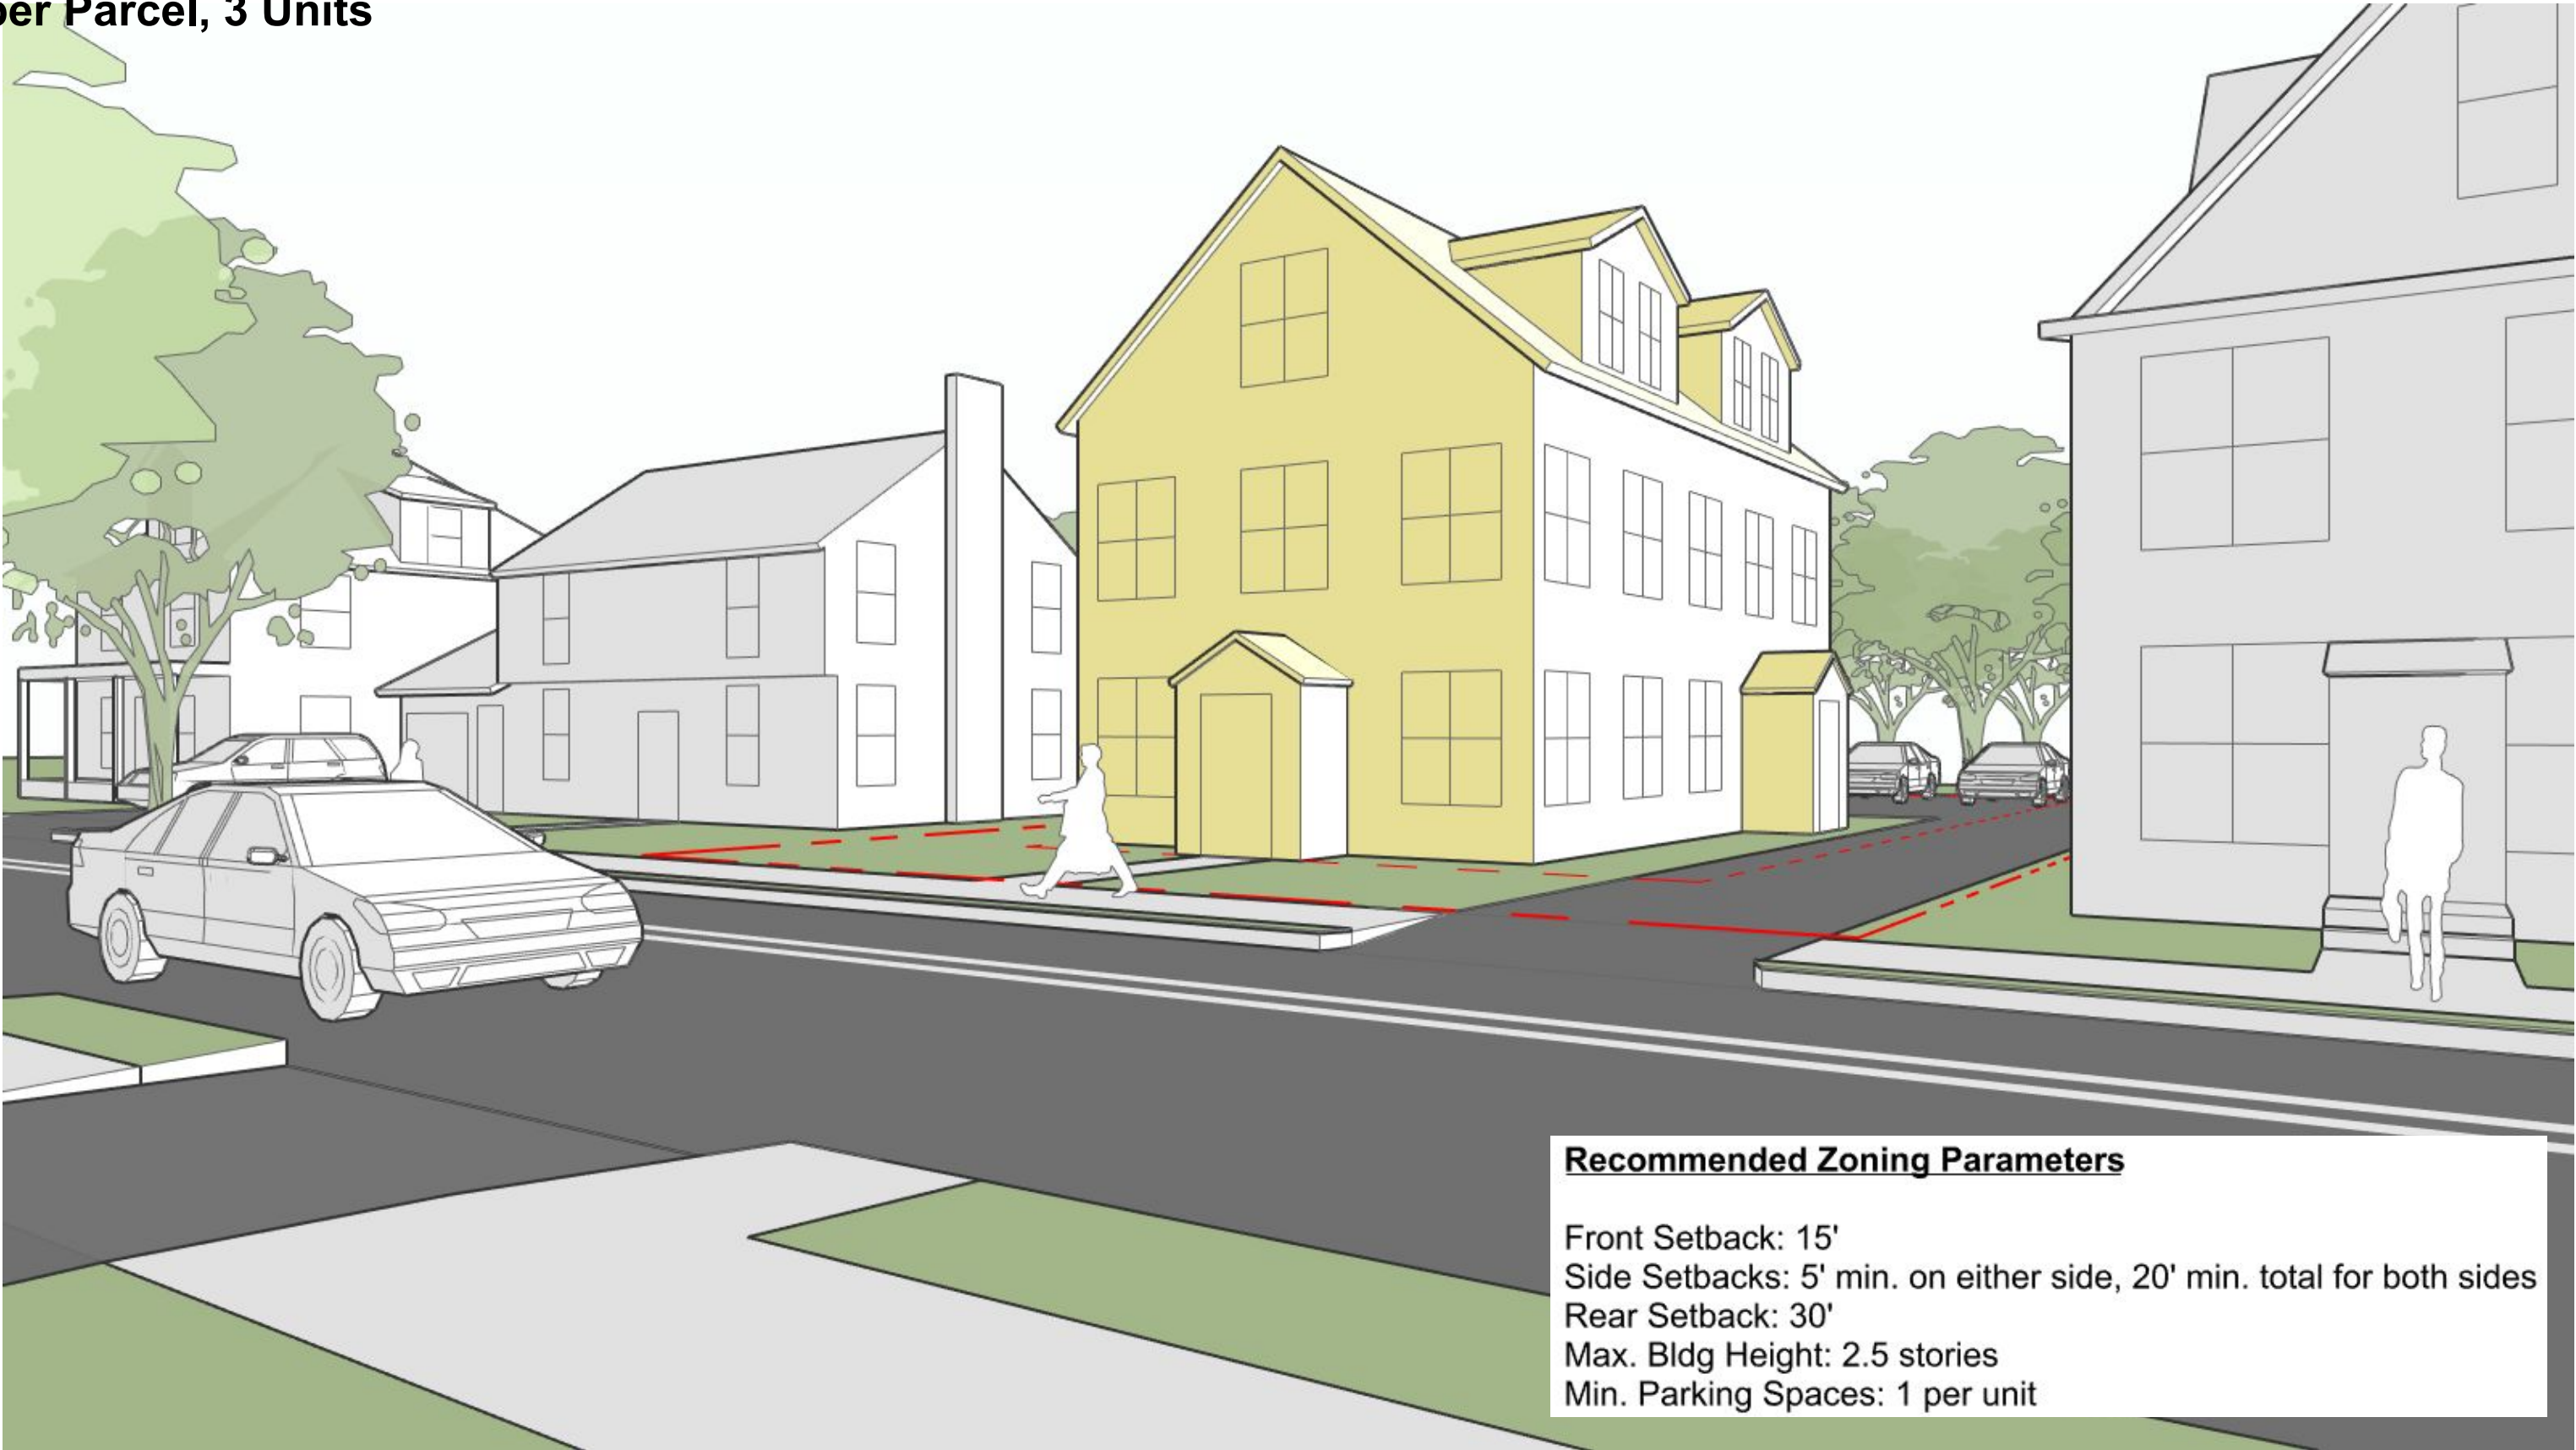 per Parcel, 3 Units
Recommended Zoning Parameters
Front Setback: 15'
Side Setbacks: 5' min. on either side, 20' min. total for both sides
Rear Setback: 30'
Max. Bldg Height: 2.5 stories
Min. Parking Spaces: 1 per unit